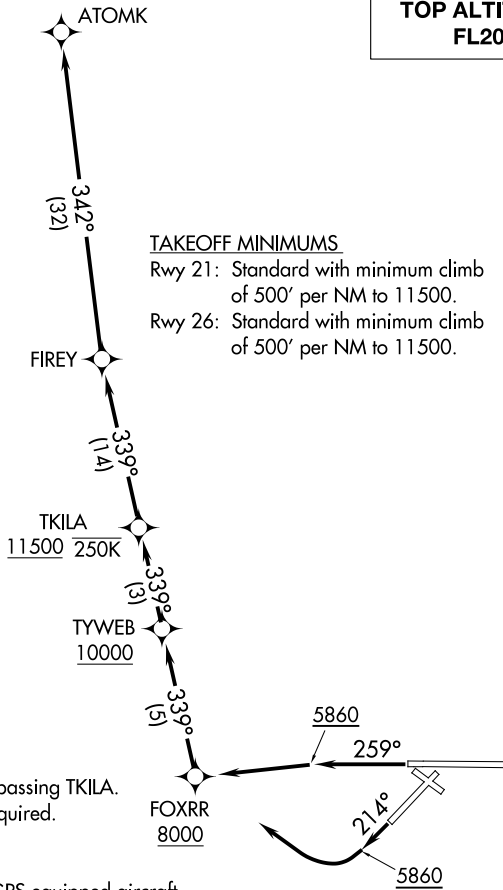 ATOMK
TOP ALTI
FL20
342°
(32)
TAKEOFF MINIMUMS
Rwy 21: Standard with minimum climb
of 500' per NM to 11500.
Rwy 26: Standard with minimum climb
of 500' per NM to 11500.
FIREY
339°
(14)
TKILA
11500 250K
339°
(3)
TYWEB
10000
339°
(5)
5860
259°
passing TKILA.
quired.
FOXRR
8000
214°
5860